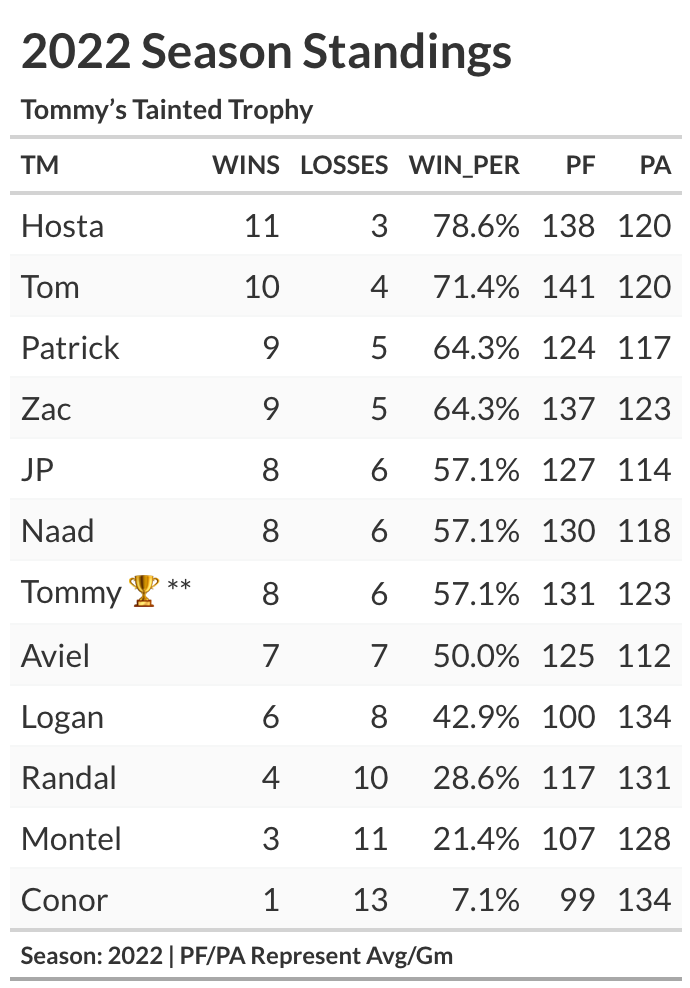 2022 Season Standings
Tommy’s Tainted Trophy
TM WINS LOSSES WIN_PER PF PA
Hosta 11 3 78.6% 138 120
Tom 10 4 71.4% 141 120
Patrick 9 5 64.3% 124 117
Zac 9 5 64.3% 137 123
JP 8 6 57.1% 127 114
Naad 8 6 57.1% 130 118
Tommy 🏆 ** 8 6 57.1% 131 123
Aviel 7 7 50.0% 125 112
Logan 6 8 42.9% 100 134
Randal 4 10 28.6% 117 131
Montel 3 11 21.4% 107 128
Conor 1 13 7.1% 99 134
Season: 2022 | PF/PA Represent Avg/Gm